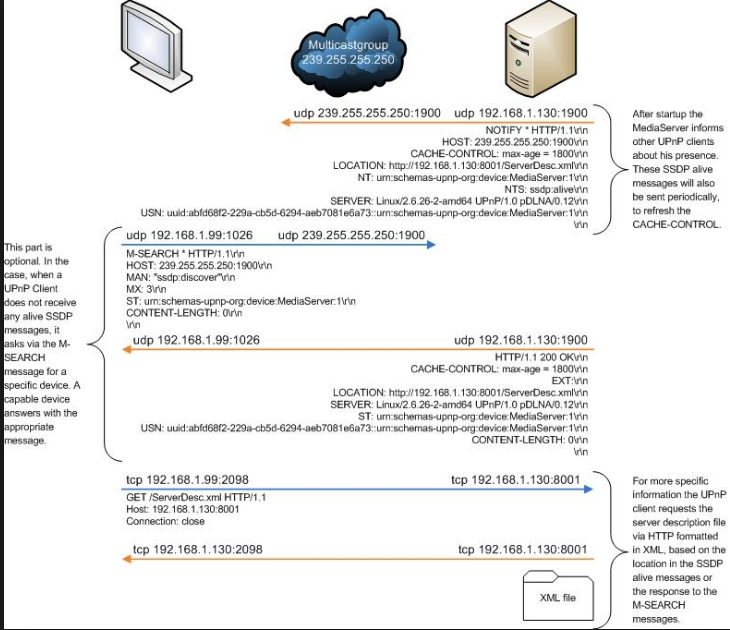 Multicastgroup
239.255.255.250
udp 239.255.255.250:1900 udp 192.168.1.130:1900
NOTIFY * HTTP/1.1\r\n
HOST: 239.255.255.250:1900\r\n
CACHE-CONTROL: max-age = 1800\r\n
LOCATION: http://192.168.1.130:8001/ServerDesc.xml\r\n
NT: urn:schemas-upnp-org:device:MediaServer:1\r\n
NTS: ssdp:alive\r\n
SERVER: Linux/2.6.26-2-amd64 UPnP/1.0 pDLNA/0.12\r\n
USN: uuid:abfd68f2-229a-cb5d-6294-aeb7081e6a73::urn:schemas-upnp-org:device:MediaServer:1\r\n
\r\n
After startup the
MediaServer informs
other UPnP clients
about his presence.
These SSDP alive
messages will also
be sent periodically,
to refresh the
CACHE-CONTROL.
udp 192.168.1.99:1026 udp 239.255.255.250:1900
M-SEARCH * HTTP/1.1\r\n
HOST: 239.255.255.250:1900\r\n
MAN: "ssdp:discover"\r\n
MX: 3\r\n
ST: urn:schemas-upnp-org:device:MediaServer:1\r\n
CONTENT-LENGTH: 0\r\n
\r\n
This part is
optional. In the
case, when a
UPnP Client
does not receive
any alive SSDP
messages, it
asks via the M-
SEARCH
message for a
specific device. A
capable device
answers with the
appropriate
message.
udp 192.168.1.99:1026 udp 192.168.1.130:1900
HTTP/1.1 200 OK\r\n
CACHE-CONTROL: max-age = 1800\r\n
EXT:\r\n
LOCATION: http://192.168.1.130:8001/ServerDesc.xml\r\n
SERVER: Linux/2.6.26-2-amd64 UPnP/1.0 pDLNA/0.12\r\n
ST: urn:schemas-upnp-org:device:MediaServer:1\r\n
USN: uuid:abfd68f2-229a-cb5d-6294-aeb7081e6a73::urn:schemas-upnp-org:device:MediaServer:1\r\n
CONTENT-LENGTH: 0\r\n
\r\n
tcp 192.168.1.99:2098 tcp 192.168.1.130:8001
GET /ServerDesc.xml HTTP/1.1
Host: 192.168.1.130:8001
Connection: close
tcp 192.168.1.130:2098 tcp 192.168.1.130:8001
XML file
For more specific
information the UPnP
client requests the
server description file
via HTTP formatted
in XML, based on the
location in the SSDP
alive messages or
the response to the
M-SEARCH
messages.